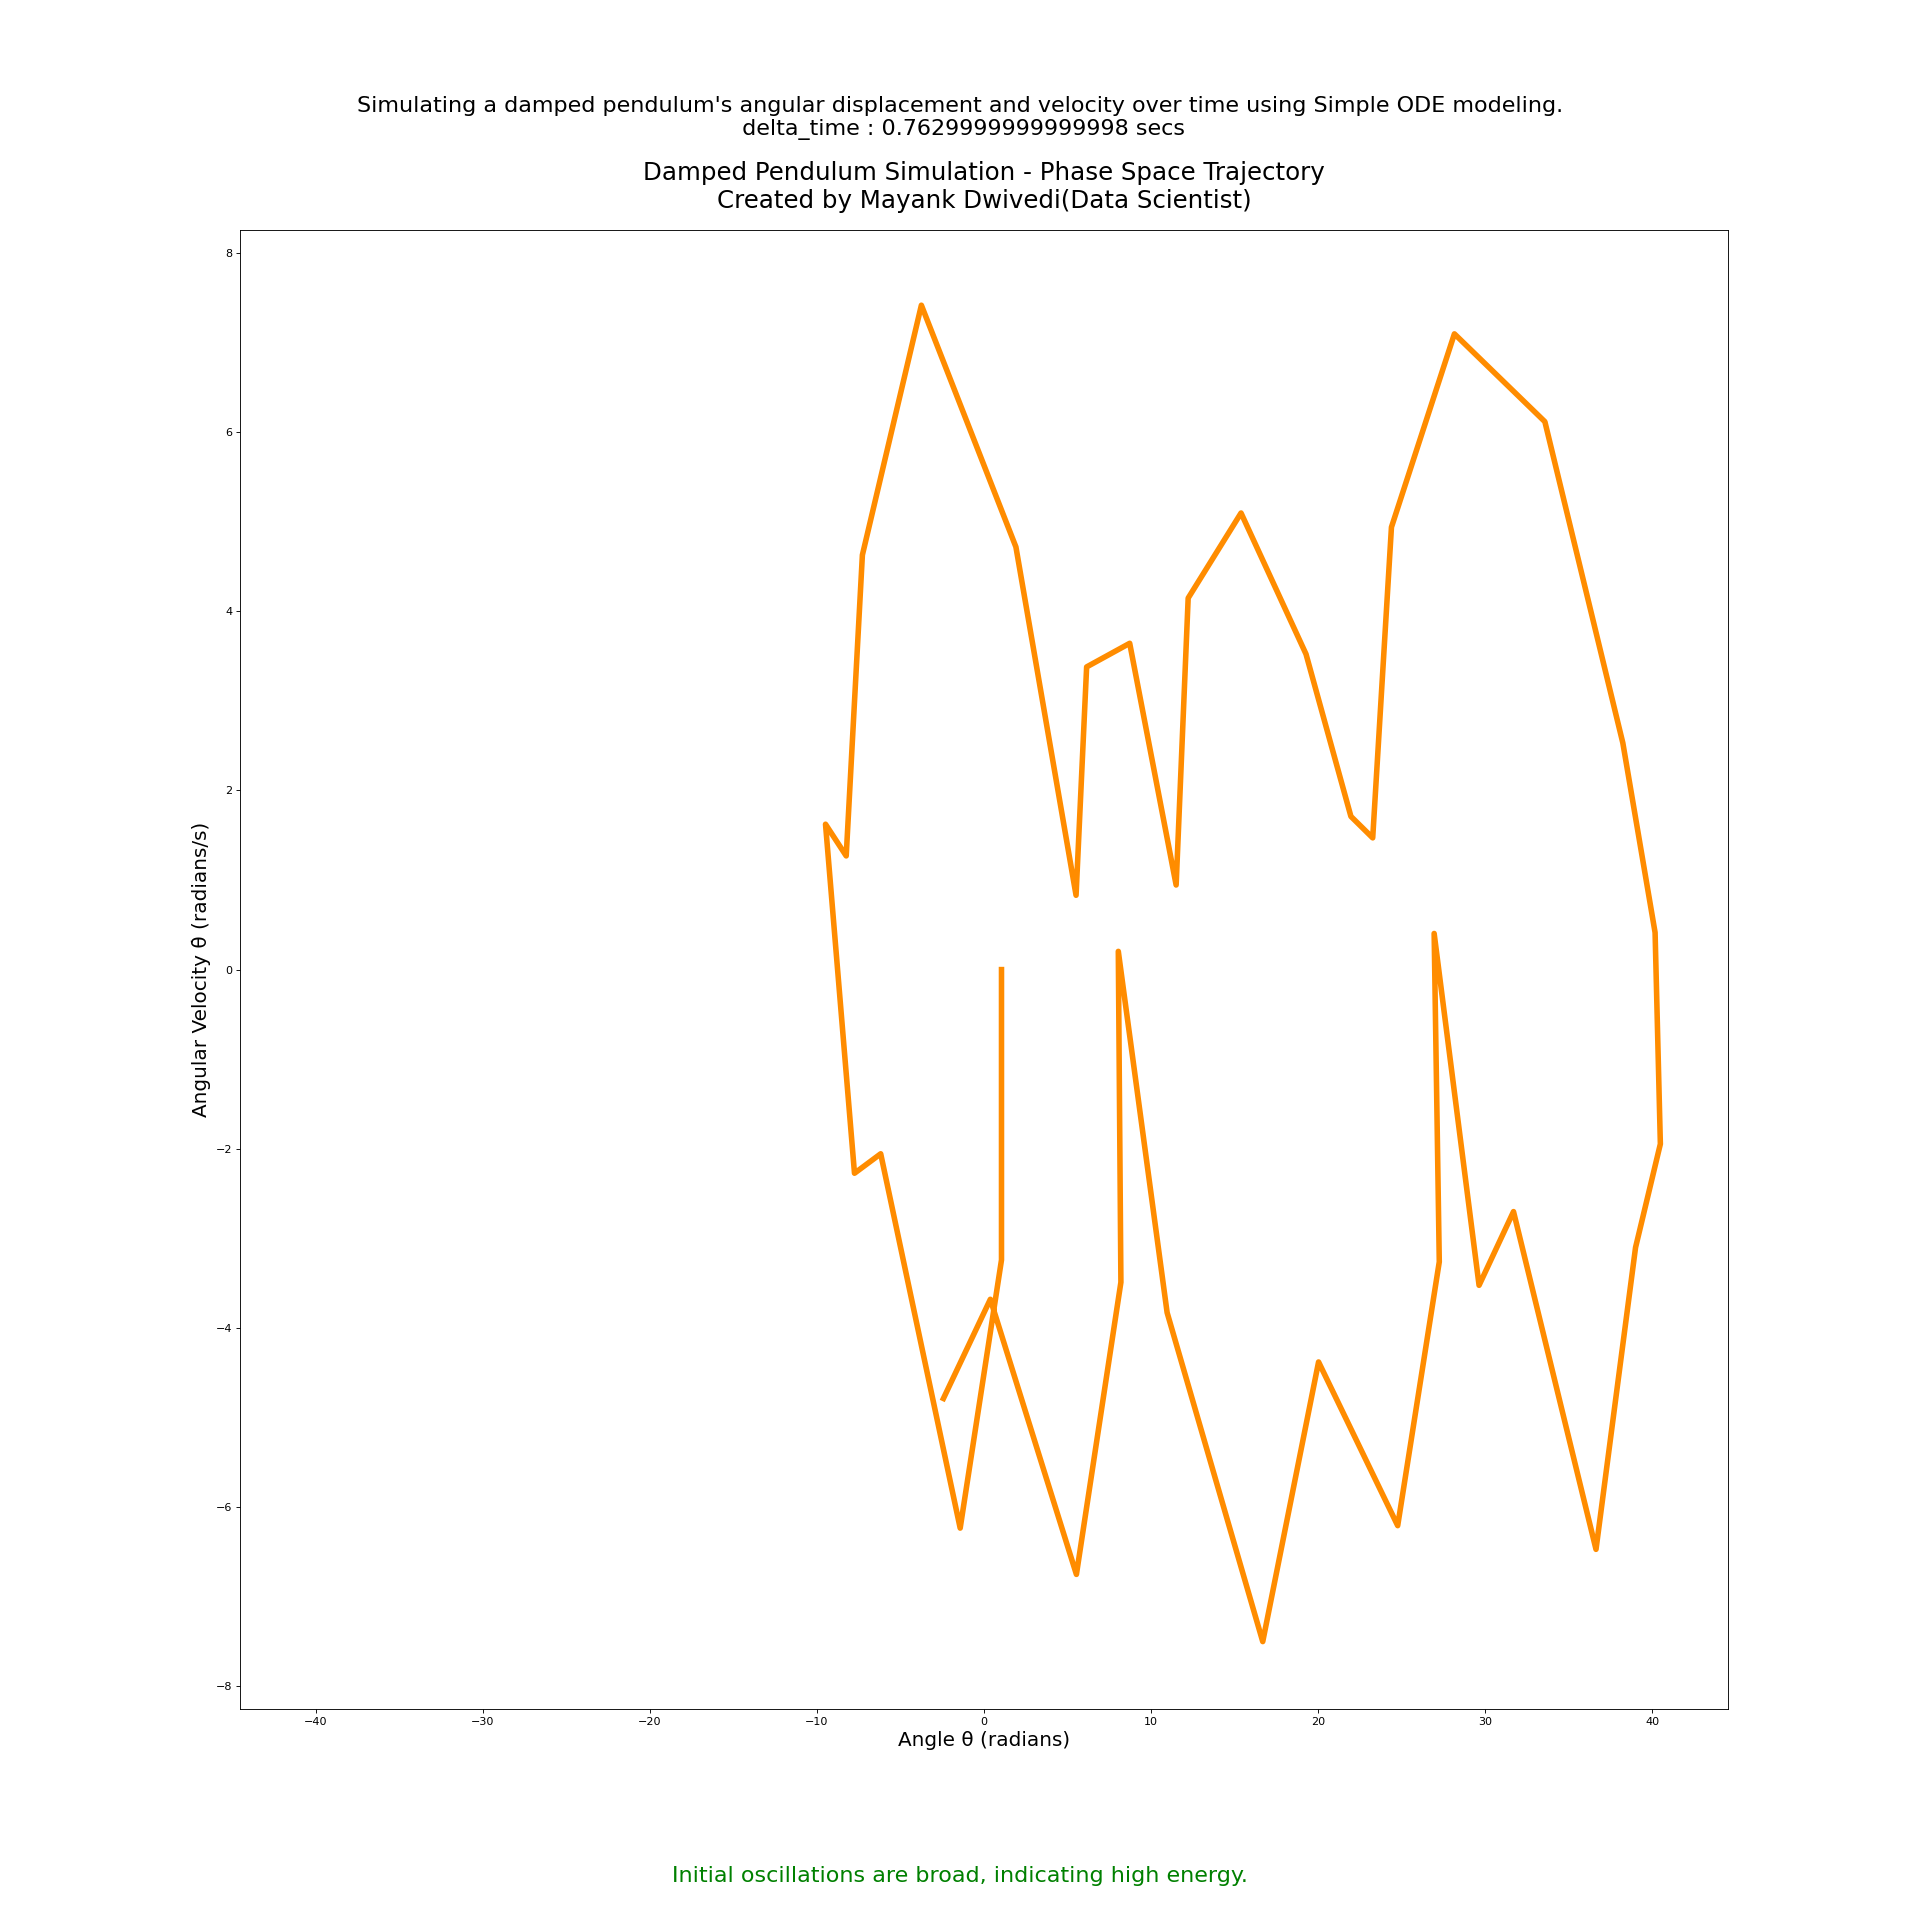 Simulating a damped pendulum's angular displacement and velocity over time using Simple ODE modeling.
delta_time : 0.7629999999999998 secs
Damped Pendulum Simulation - Phase Space Trajectory
Created by Mayank Dwivedi(Data Scientist)
8
6
4
2
0
−2
−4
−6
−8
Angular Velocity θ (radians/s)
−40
−30
−20
−10
0
10
20
30
40
Angle θ (radians)
Initial oscillations are broad, indicating high energy.